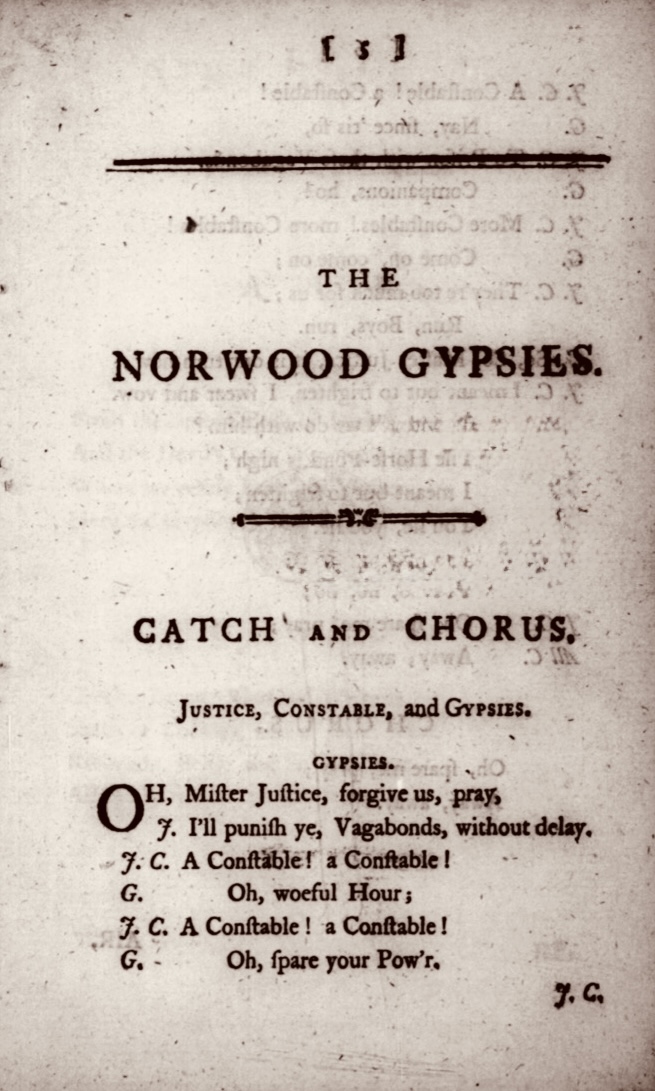 [ 5 ]
THE
NORWOOD GYPSIES.
CATCH AND CHORUS.
JUSTICE, CONSTABLE, and GYPSIES.
GYPSIES.
OH, Miſter Juſtice, forgive us, pray,
J. I'll puniſh ye, Vagabonds, without delay.
J. C. A Conſtable! a Conſtable!
G. Oh, woeful Hour;
J. C. A Conſtable! a Conſtable!
G. Oh, ſpare your Pow'r.
J. C.